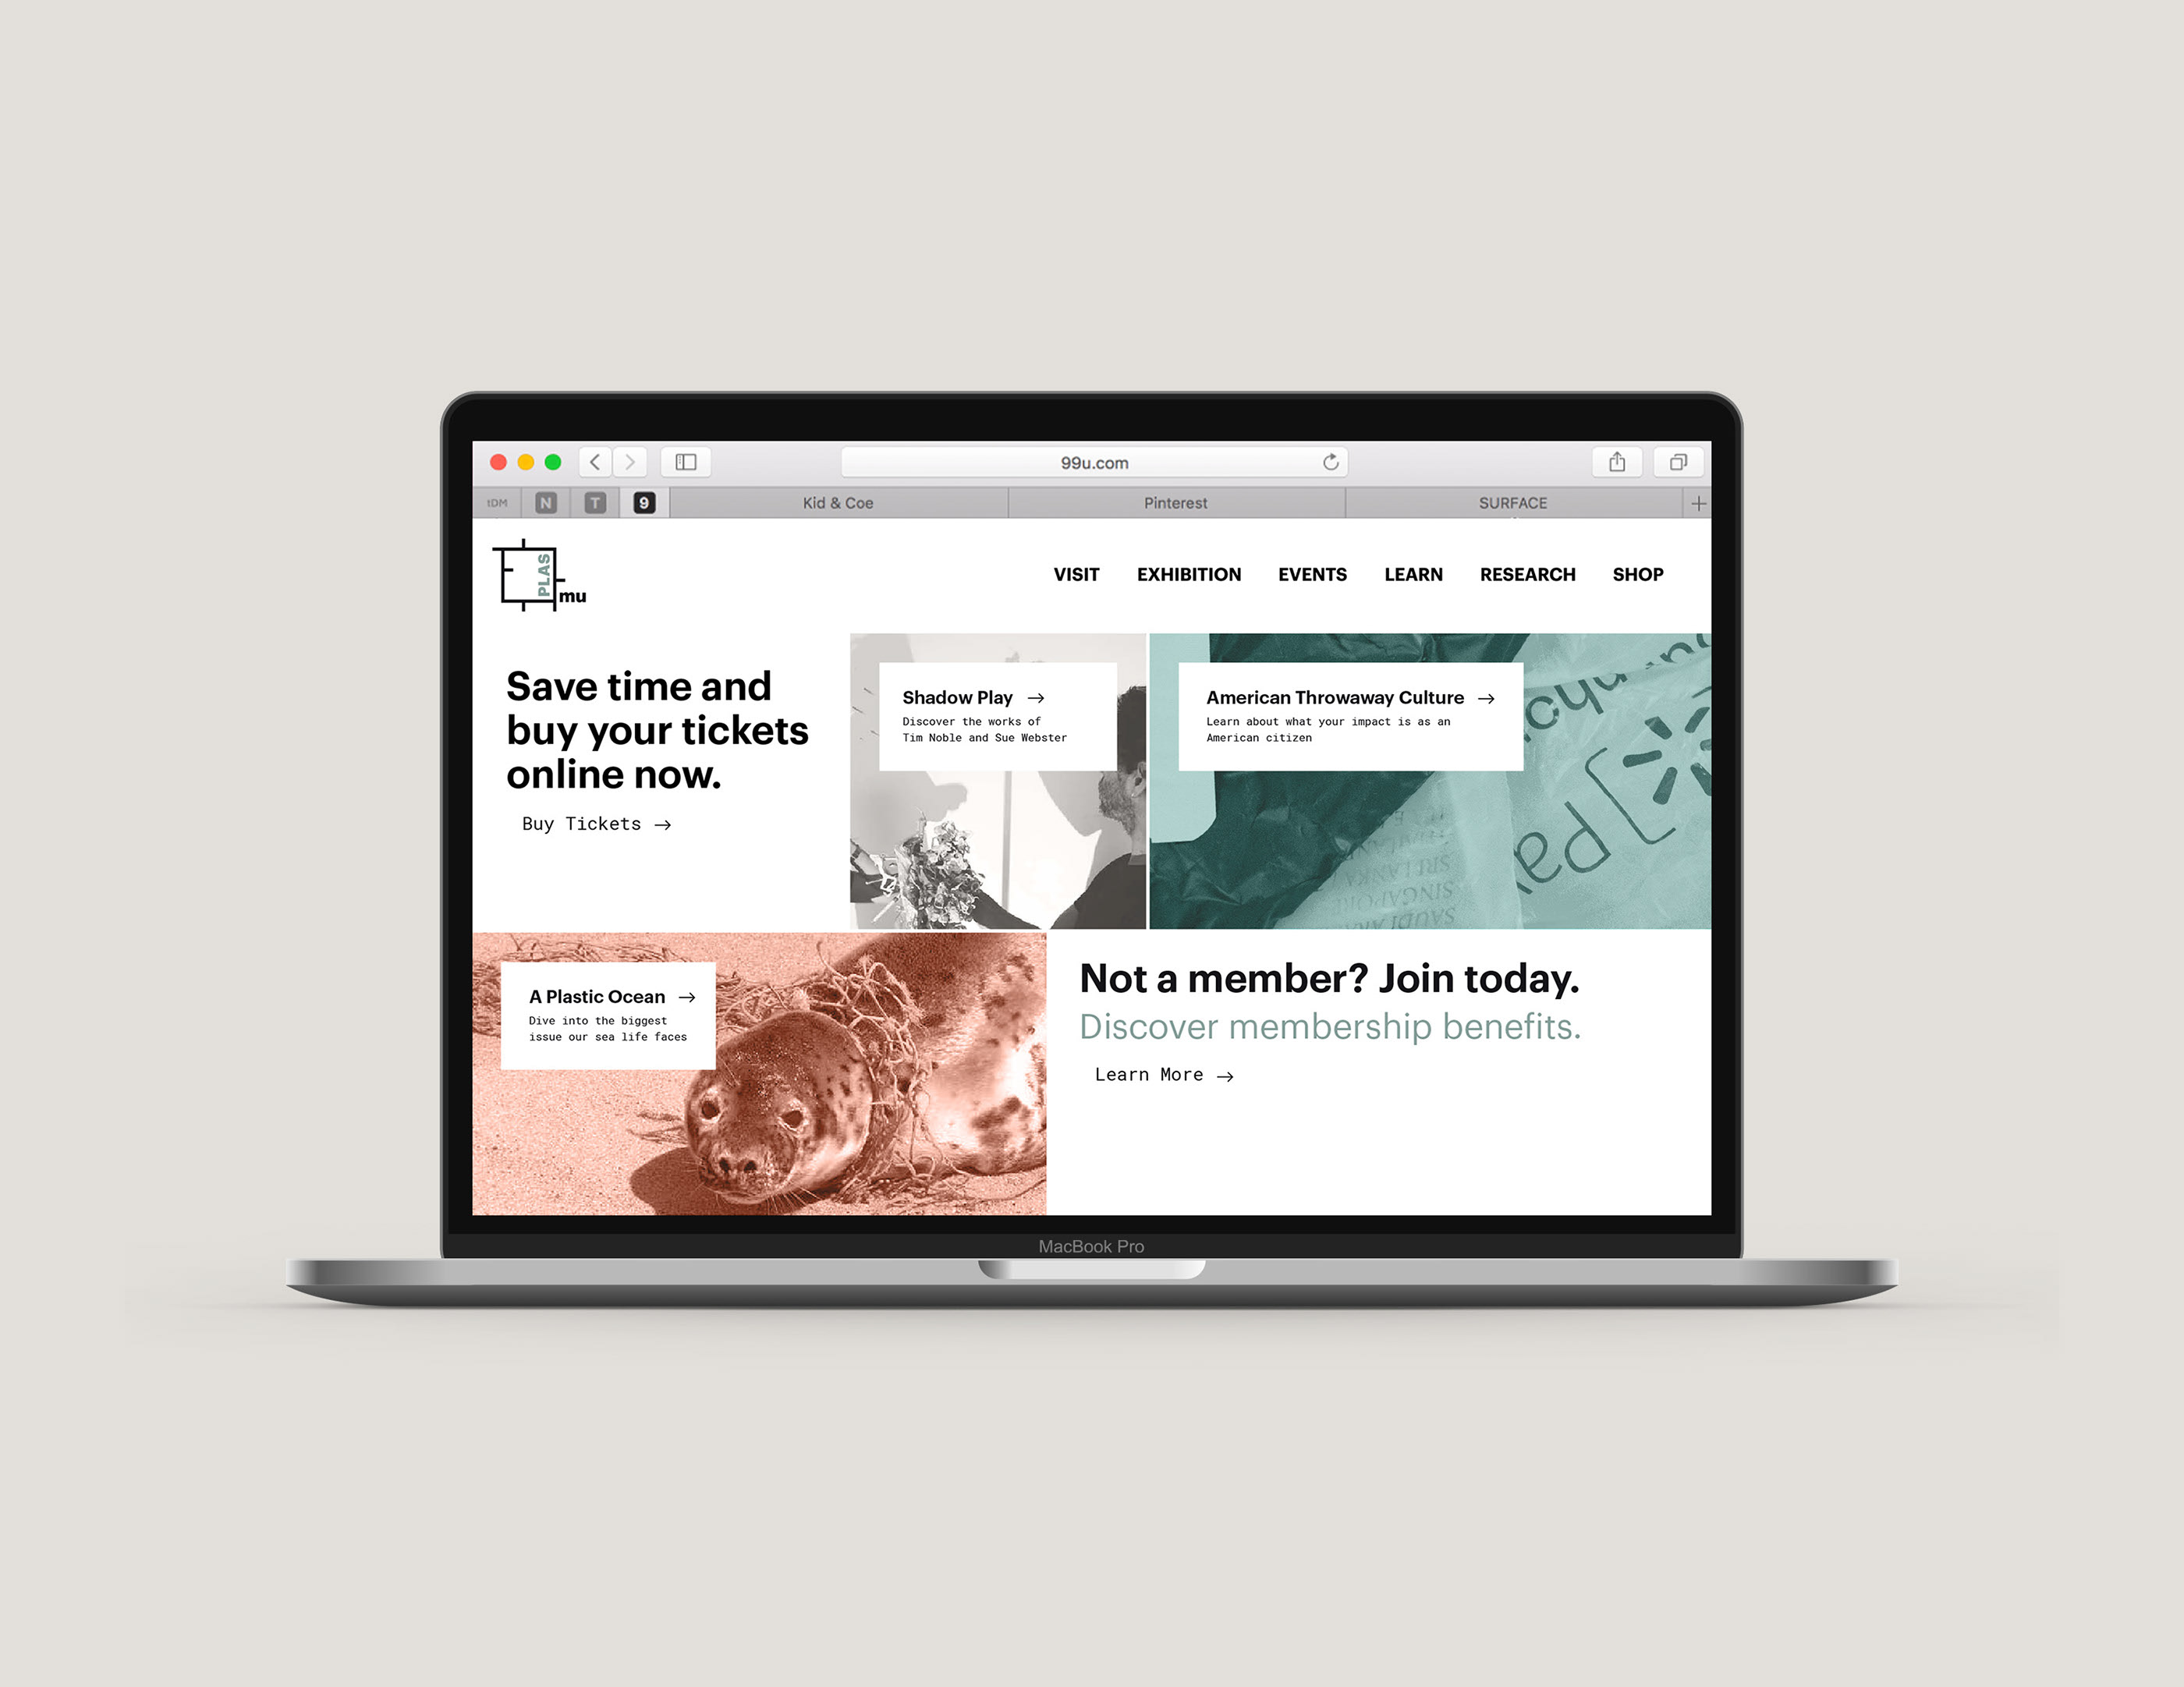 99u.com
tDM
N
T
9
Kid & Coe
Pinterest
SURFACE
PLAS
mu
VISIT
EXHIBITION
EVENTS
LEARN
RESEARCH
SHOP
Save time and
buy your tickets
online now.
Buy Tickets →
Shadow Play →
Discover the works of
Tim Noble and Sue Webster
American Throwaway Culture →
Learn about what your impact is as an
American citizen
SRI LANKA
SINGAPORE
A Plastic Ocean →
Dive into the biggest
issue our sea life faces
Not a member? Join today.
Discover membership benefits.
Learn More →
MacBook Pro